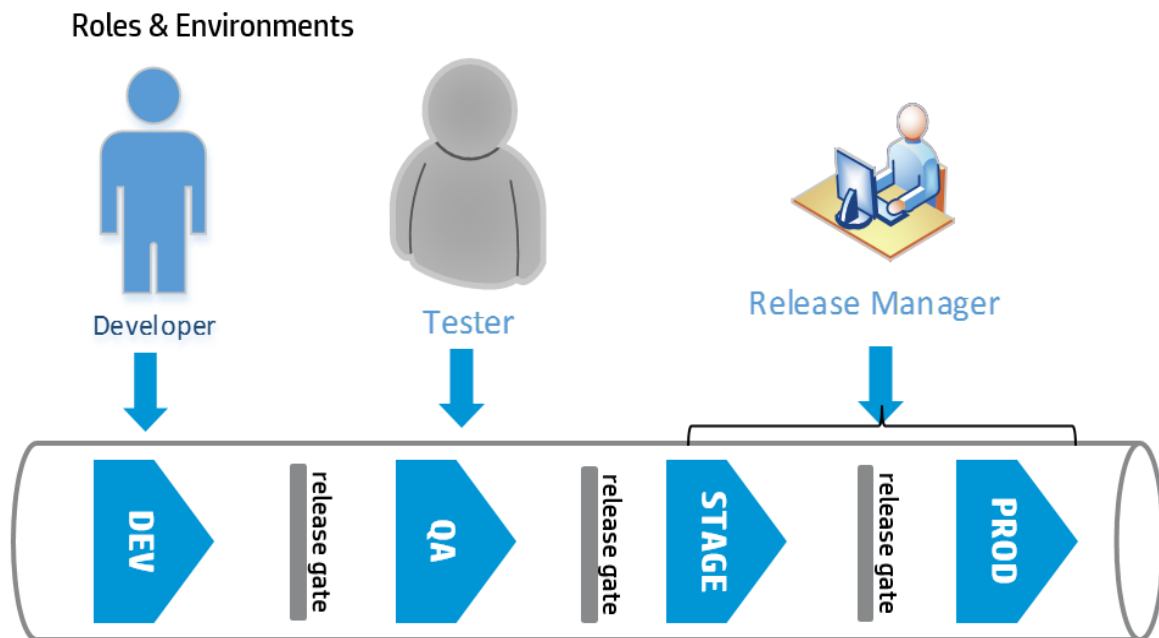 Roles & Environments
Developer
Tester
Release Manager
DEV
release gate
QA
release gate
STAGE
release gate
PROD